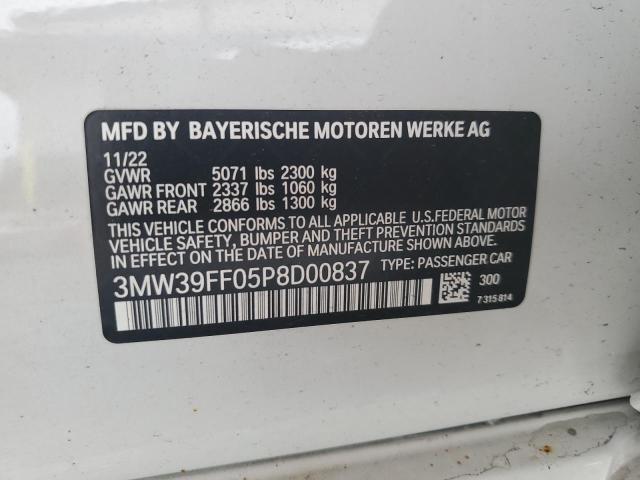 MFD BY BAYERISCHE MOTOREN WERKE AG
11/22
GVWR 5071 lbs 2300 kg
GAWR FRONT 2337 lbs 1060 kg
GAWR REAR 2866 lbs 1300 kg
THIS VEHICLE CONFORMS TO ALL APPLICABLE U.S.FEDERAL MOTOR
VEHICLE SAFETY, BUMPER AND THEFT PREVENTION STANDARDS
IN EFFECT ON THE DATE OF MANUFACTURE SHOWN ABOVE.
3MW39FF05P8D00837 TYPE: PASSENGER CAR
300
7 315 814